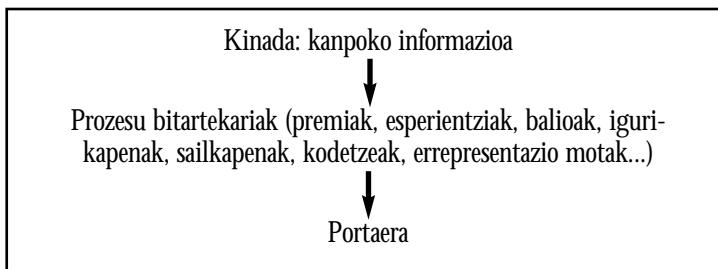 Kinada: kanpoko informazioa
Prozesu bitartekariak (premiak, esperientziak, balioak, iguri-
kapenak, sailkapenak, kodetzeak, errepresentazio motak...)
Portaera